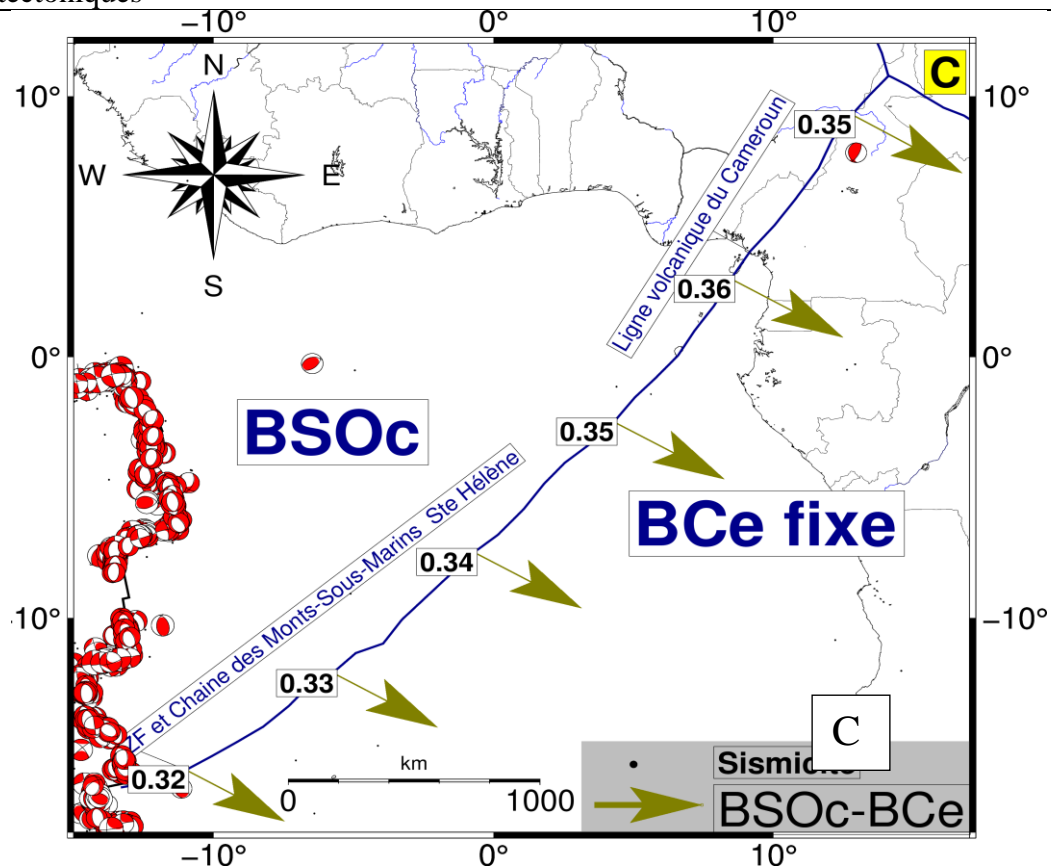 tectoniques
−10° 0° 10°
N
C
10° 10°
0.35
W E
Ligne volcanique du Cameroun
S
0.36
0° 0°
BSOc
0.35
ZF et Chaine des Monts-Sous-Marins Ste Hélène
BCe fixe
0.34
−10° −10°
0.33
C
km
0.32
Sismicité
0 1000
BSOc-BCe
−10° 0° 10°